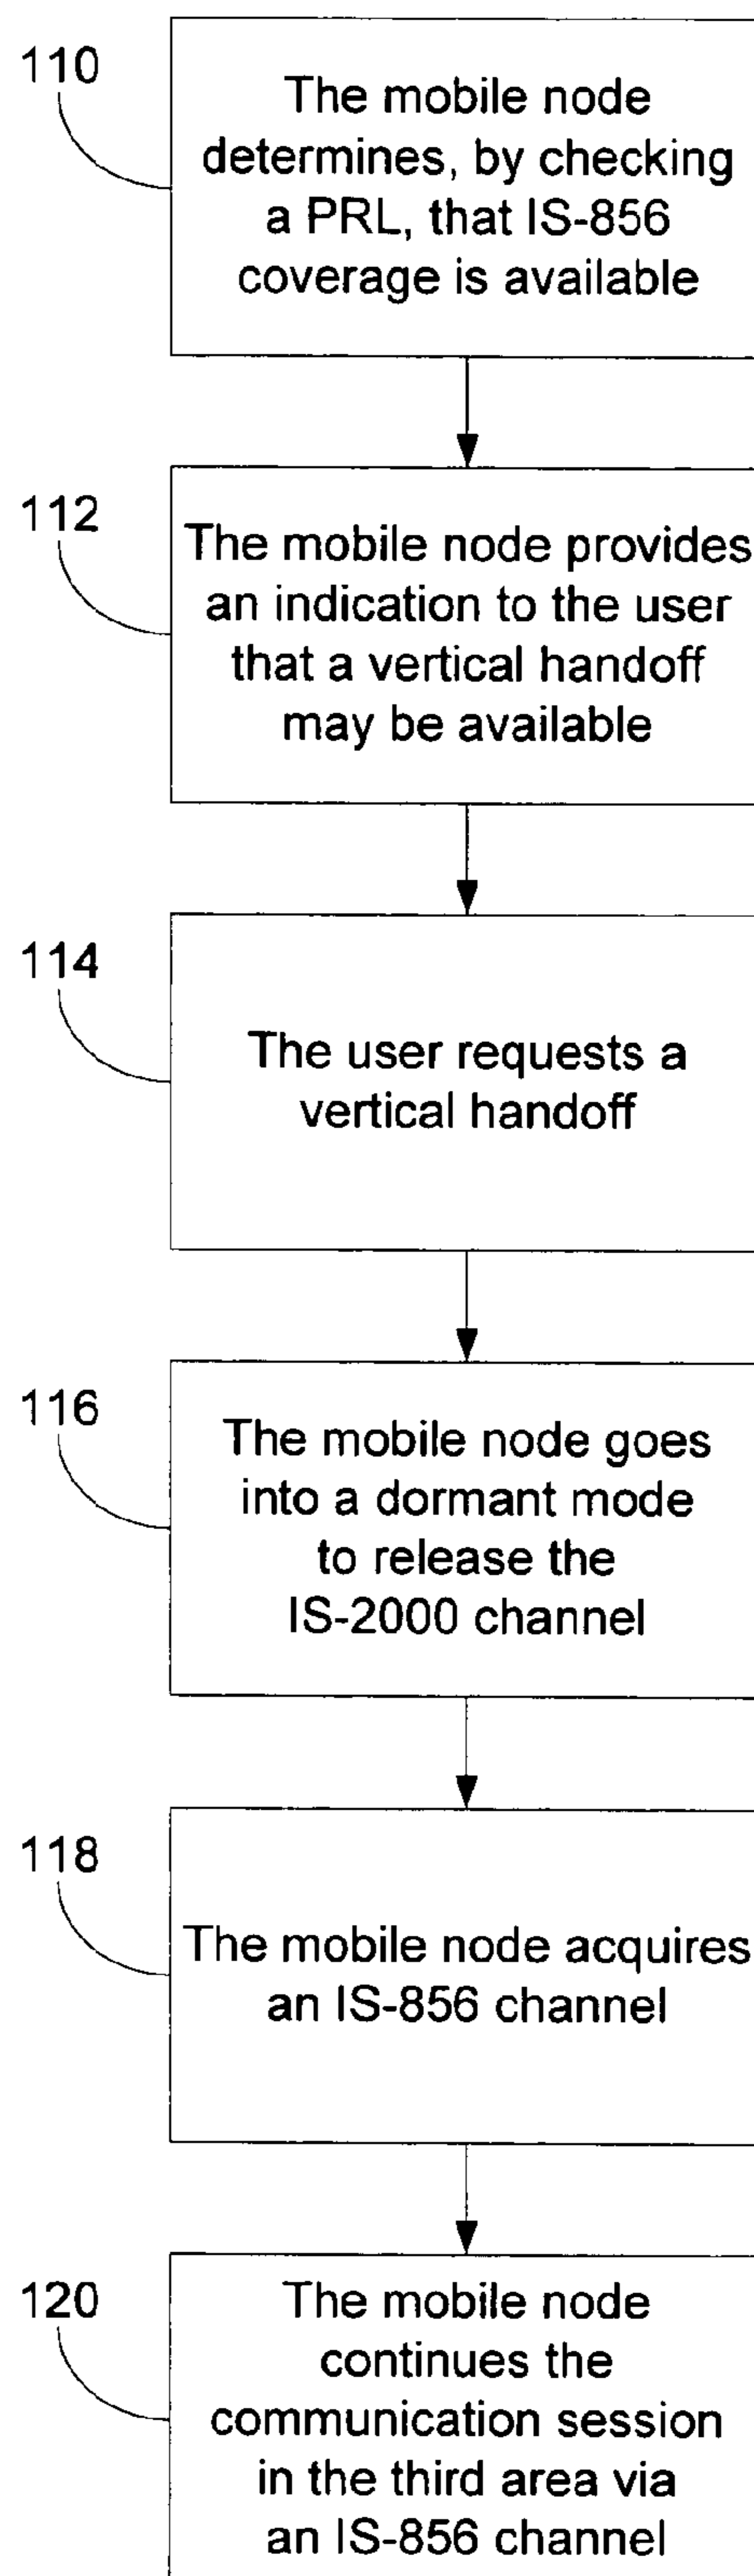 110
The mobile node
determines, by checking
a PRL, that IS-856
coverage is available
112
The mobile node provides
an indication to the user
that a vertical handoff
may be available
114
The user requests a
vertical handoff
116
The mobile node goes
into a dormant mode
to release the
IS-2000 channel
118
The mobile node acquires
an IS-856 channel
120
The mobile node
continues the
communication session
in the third area via
an IS-856 channel